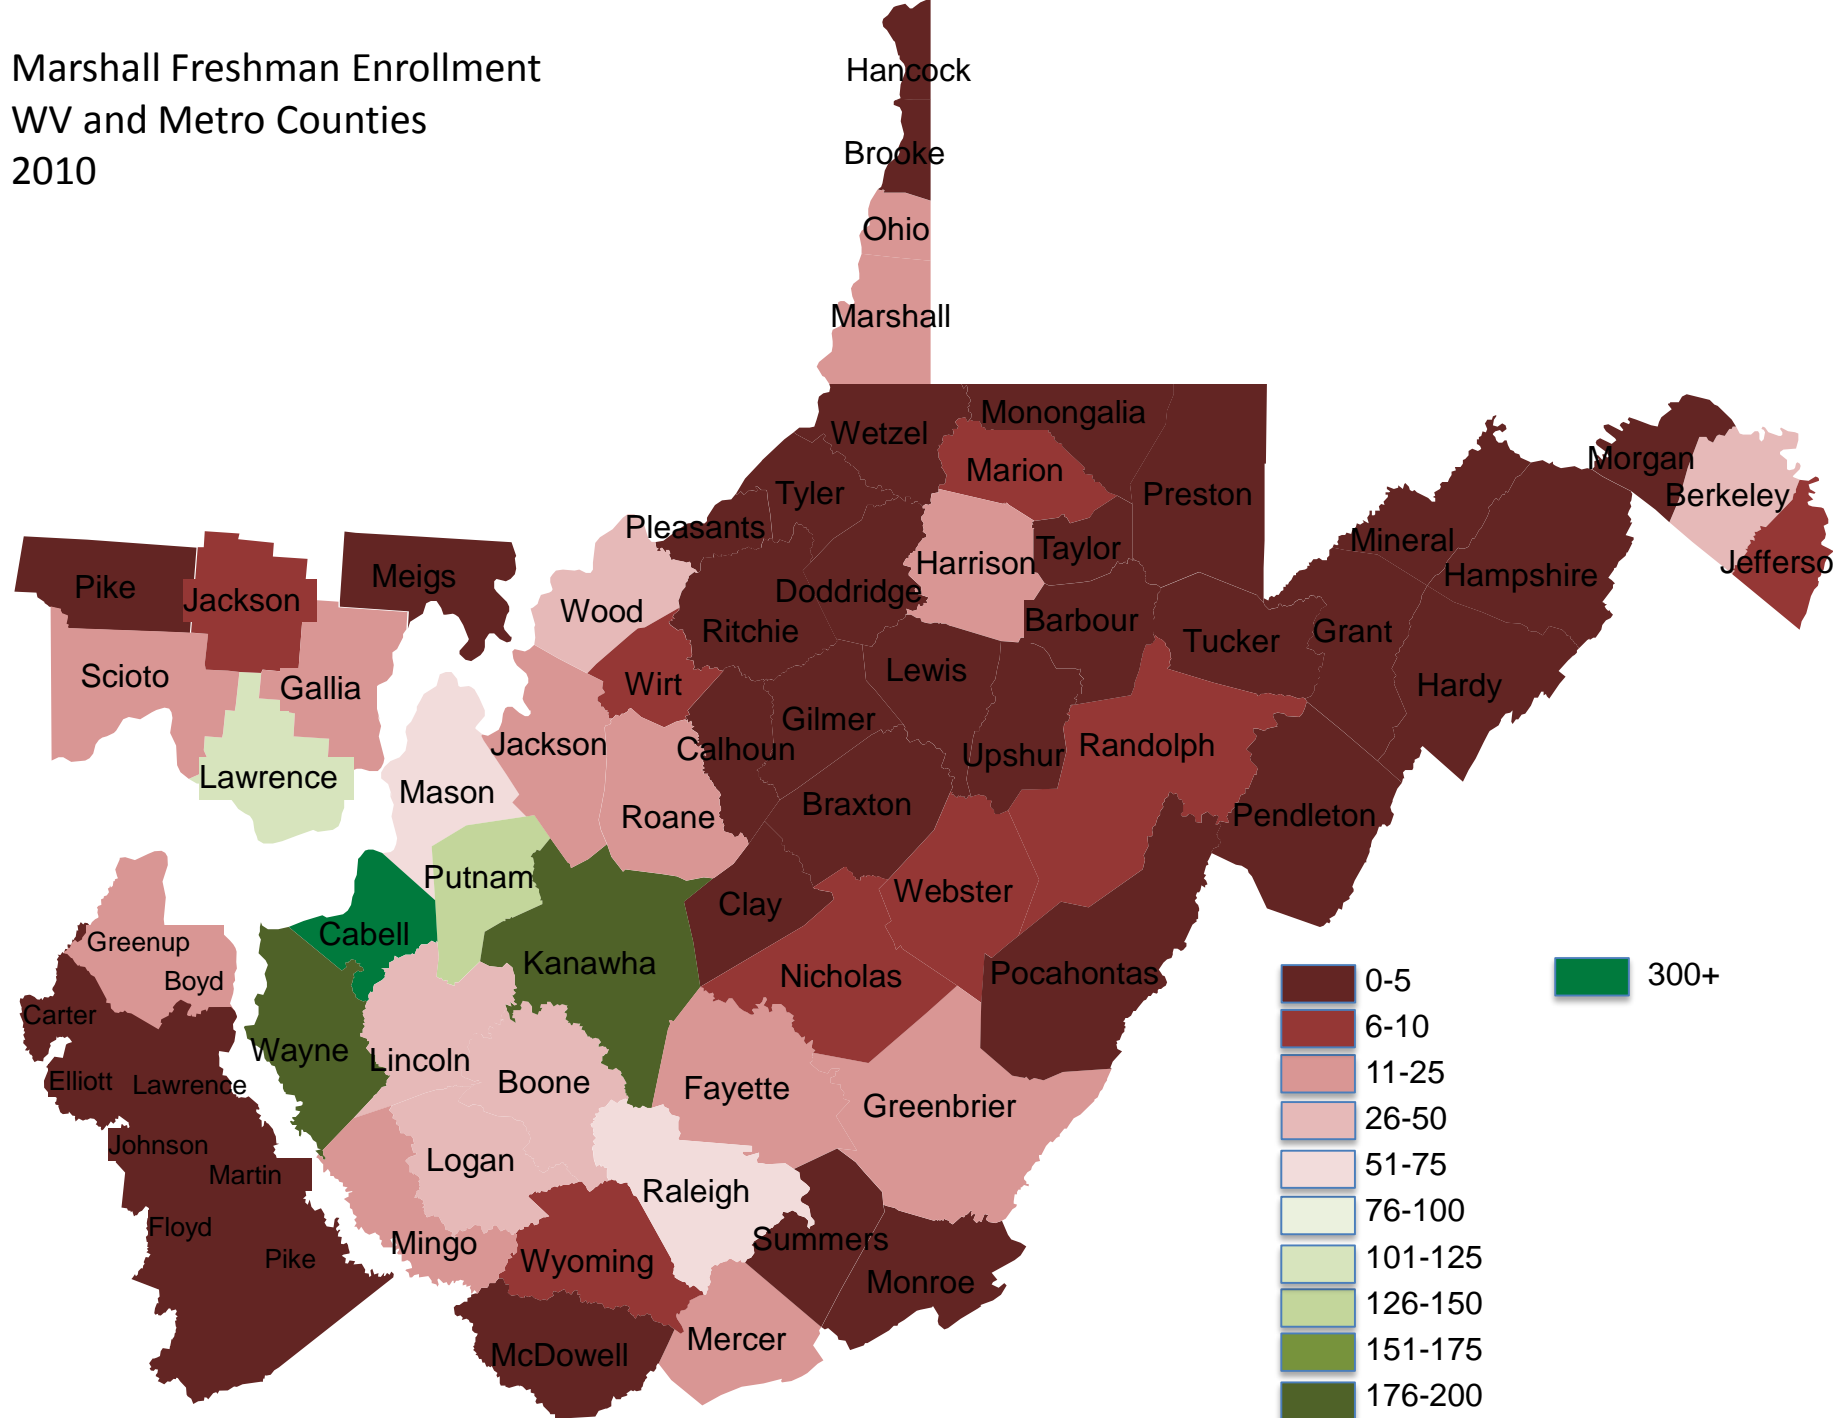 Marshall Freshman Enrollment
WV and Metro Counties
2010
Hancock
Brooke
Ohio
Marshall
Wetzel
Monongalia
Marion
Preston
Tyler
Pleasants
Morgan
Berkeley
Mineral
Jefferso
Hampshire
Harrison
Taylor
Doddridge
Wood
Ritchie
Barbour
Tucker
Grant
Hardy
Pike
Jackson
Meigs
Scioto
Gallia
Lawrence
Wirt
Lewis
Gilmer
Calhoun
Upshur
Randolph
Jackson
Mason
Roane
Braxton
Pendleton
Putnam
Clay
Webster
Cabell
Kanawha
Nicholas
Pocahontas
Greenup
Boyd
Carter
Elliott
Lawrence
Johnson
Martin
Floyd
Pike
Wayne
Lincoln
Boone
Fayette
Greenbrier
Logan
Raleigh
Mingo
Wyoming
Summers
Monroe
McDowell
Mercer
0-5
6-10
11-25
26-50
51-75
76-100
101-125
126-150
151-175
176-200
300+